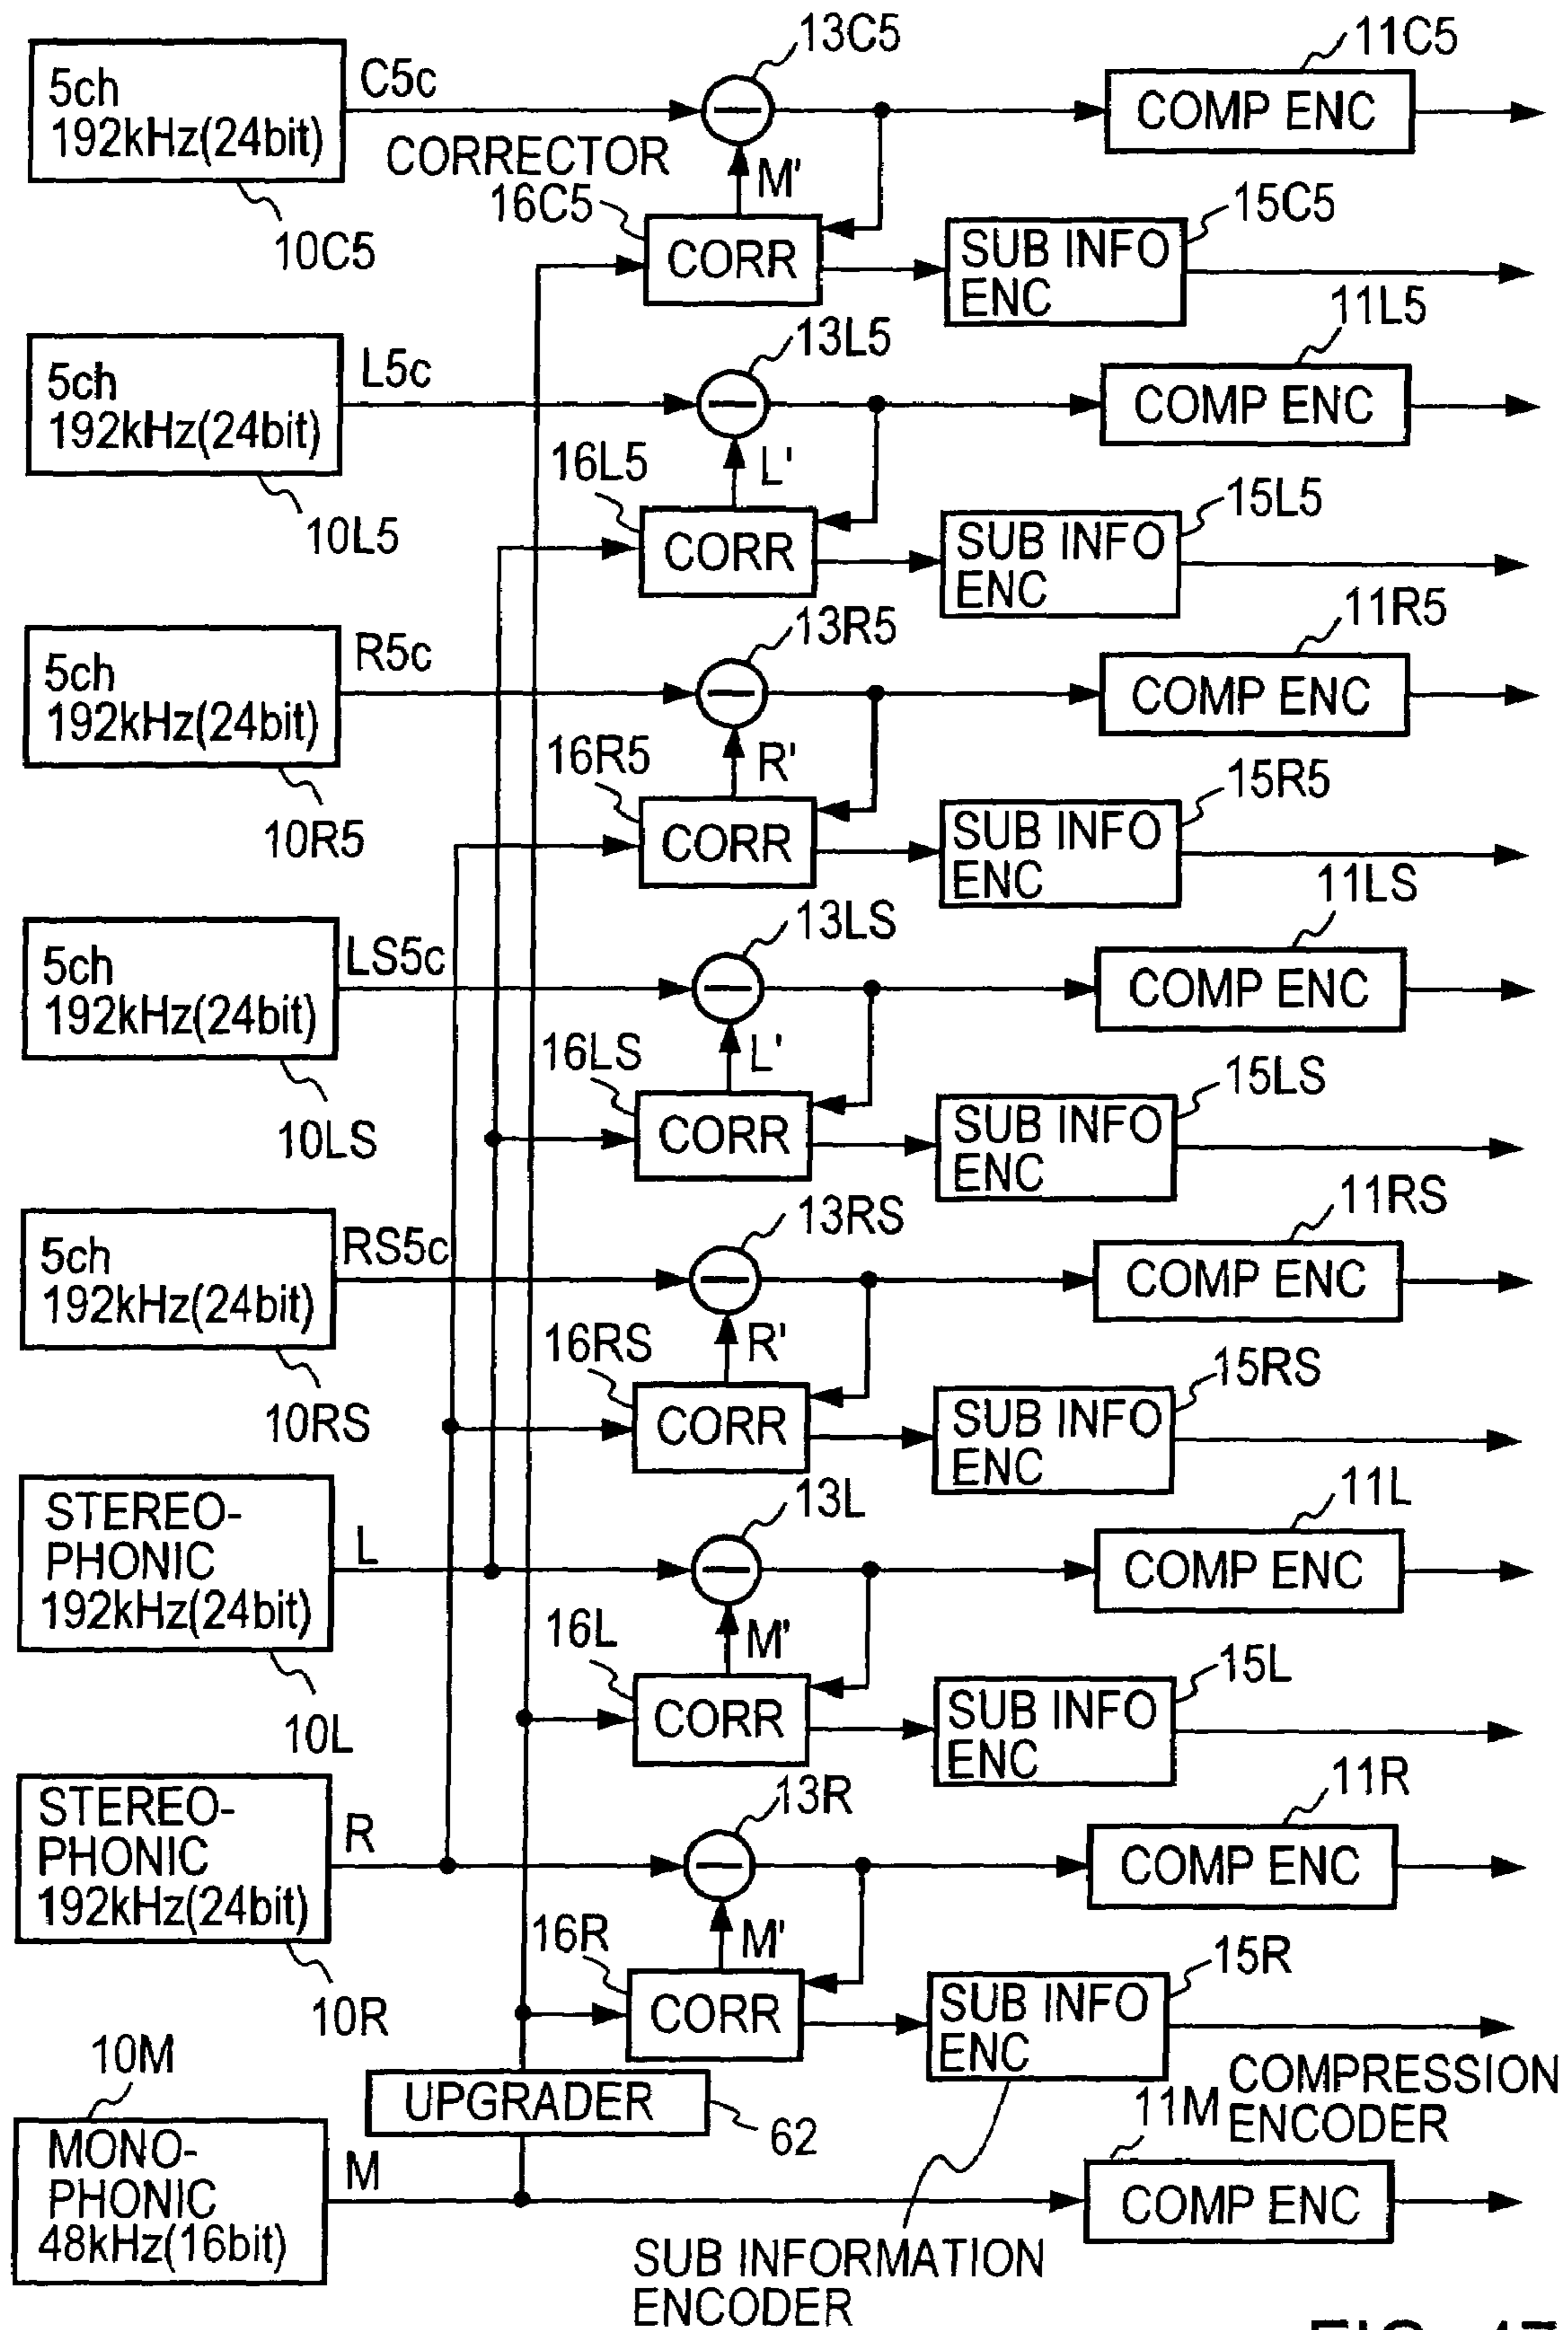 13C5
11C5
5ch
192kHz(24bit)
C5c
COMP ENC
CORRECTOR
M'
16C5
15C5
10C5
CORR
SUB INFO
ENC
13L5
11L5
5ch
192kHz(24bit)
L5c
COMP ENC
16L5
L'
15L5
10L5
CORR
SUB INFO
ENC
13R5
11R5
5ch
192kHz(24bit)
R5c
COMP ENC
16R5
R'
15R5
10R5
CORR
SUB INFO
ENC
13LS
11LS
5ch
192kHz(24bit)
LS5c
COMP ENC
16LS
L'
15LS
10LS
CORR
SUB INFO
ENC
13RS
11RS
5ch
192kHz(24bit)
RS5c
COMP ENC
16RS
R'
15RS
10RS
CORR
SUB INFO
ENC
13L
11L
STEREO-
PHONIC
192kHz(24bit)
L
COMP ENC
16L
M'
15L
10L
CORR
SUB INFO
ENC
13R
11R
STEREO-
PHONIC
192kHz(24bit)
R
COMP ENC
16R
M'
15R
10R
CORR
SUB INFO
ENC
10M
UPGRADER
62
11M
COMPRESSION
ENCODER
MONO-
PHONIC
48kHz(16bit)
M
COMP ENC
SUB INFORMATION
ENCODER